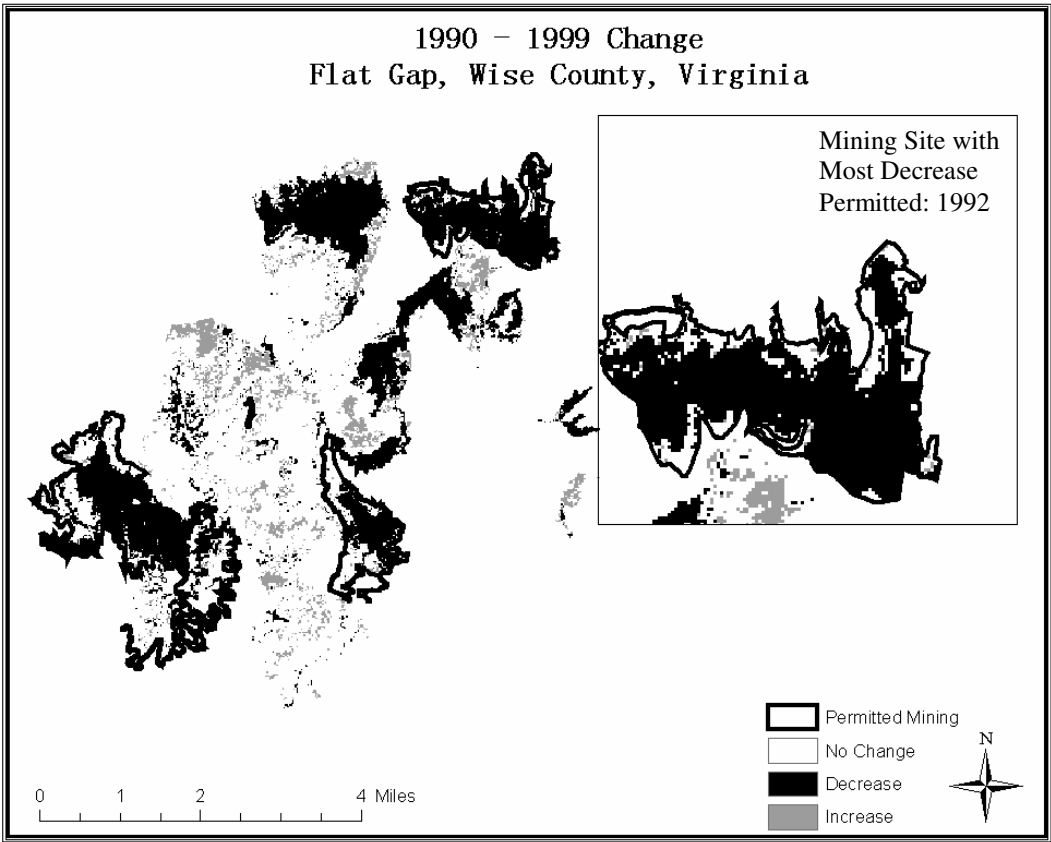 1990 - 1999 Change
Flat Gap, Wise County, Virginia
Mining Site with
Most Decrease
Permitted: 1992
Permitted Mining
No Change
Decrease
Increase
N
0 1 2 4 Miles